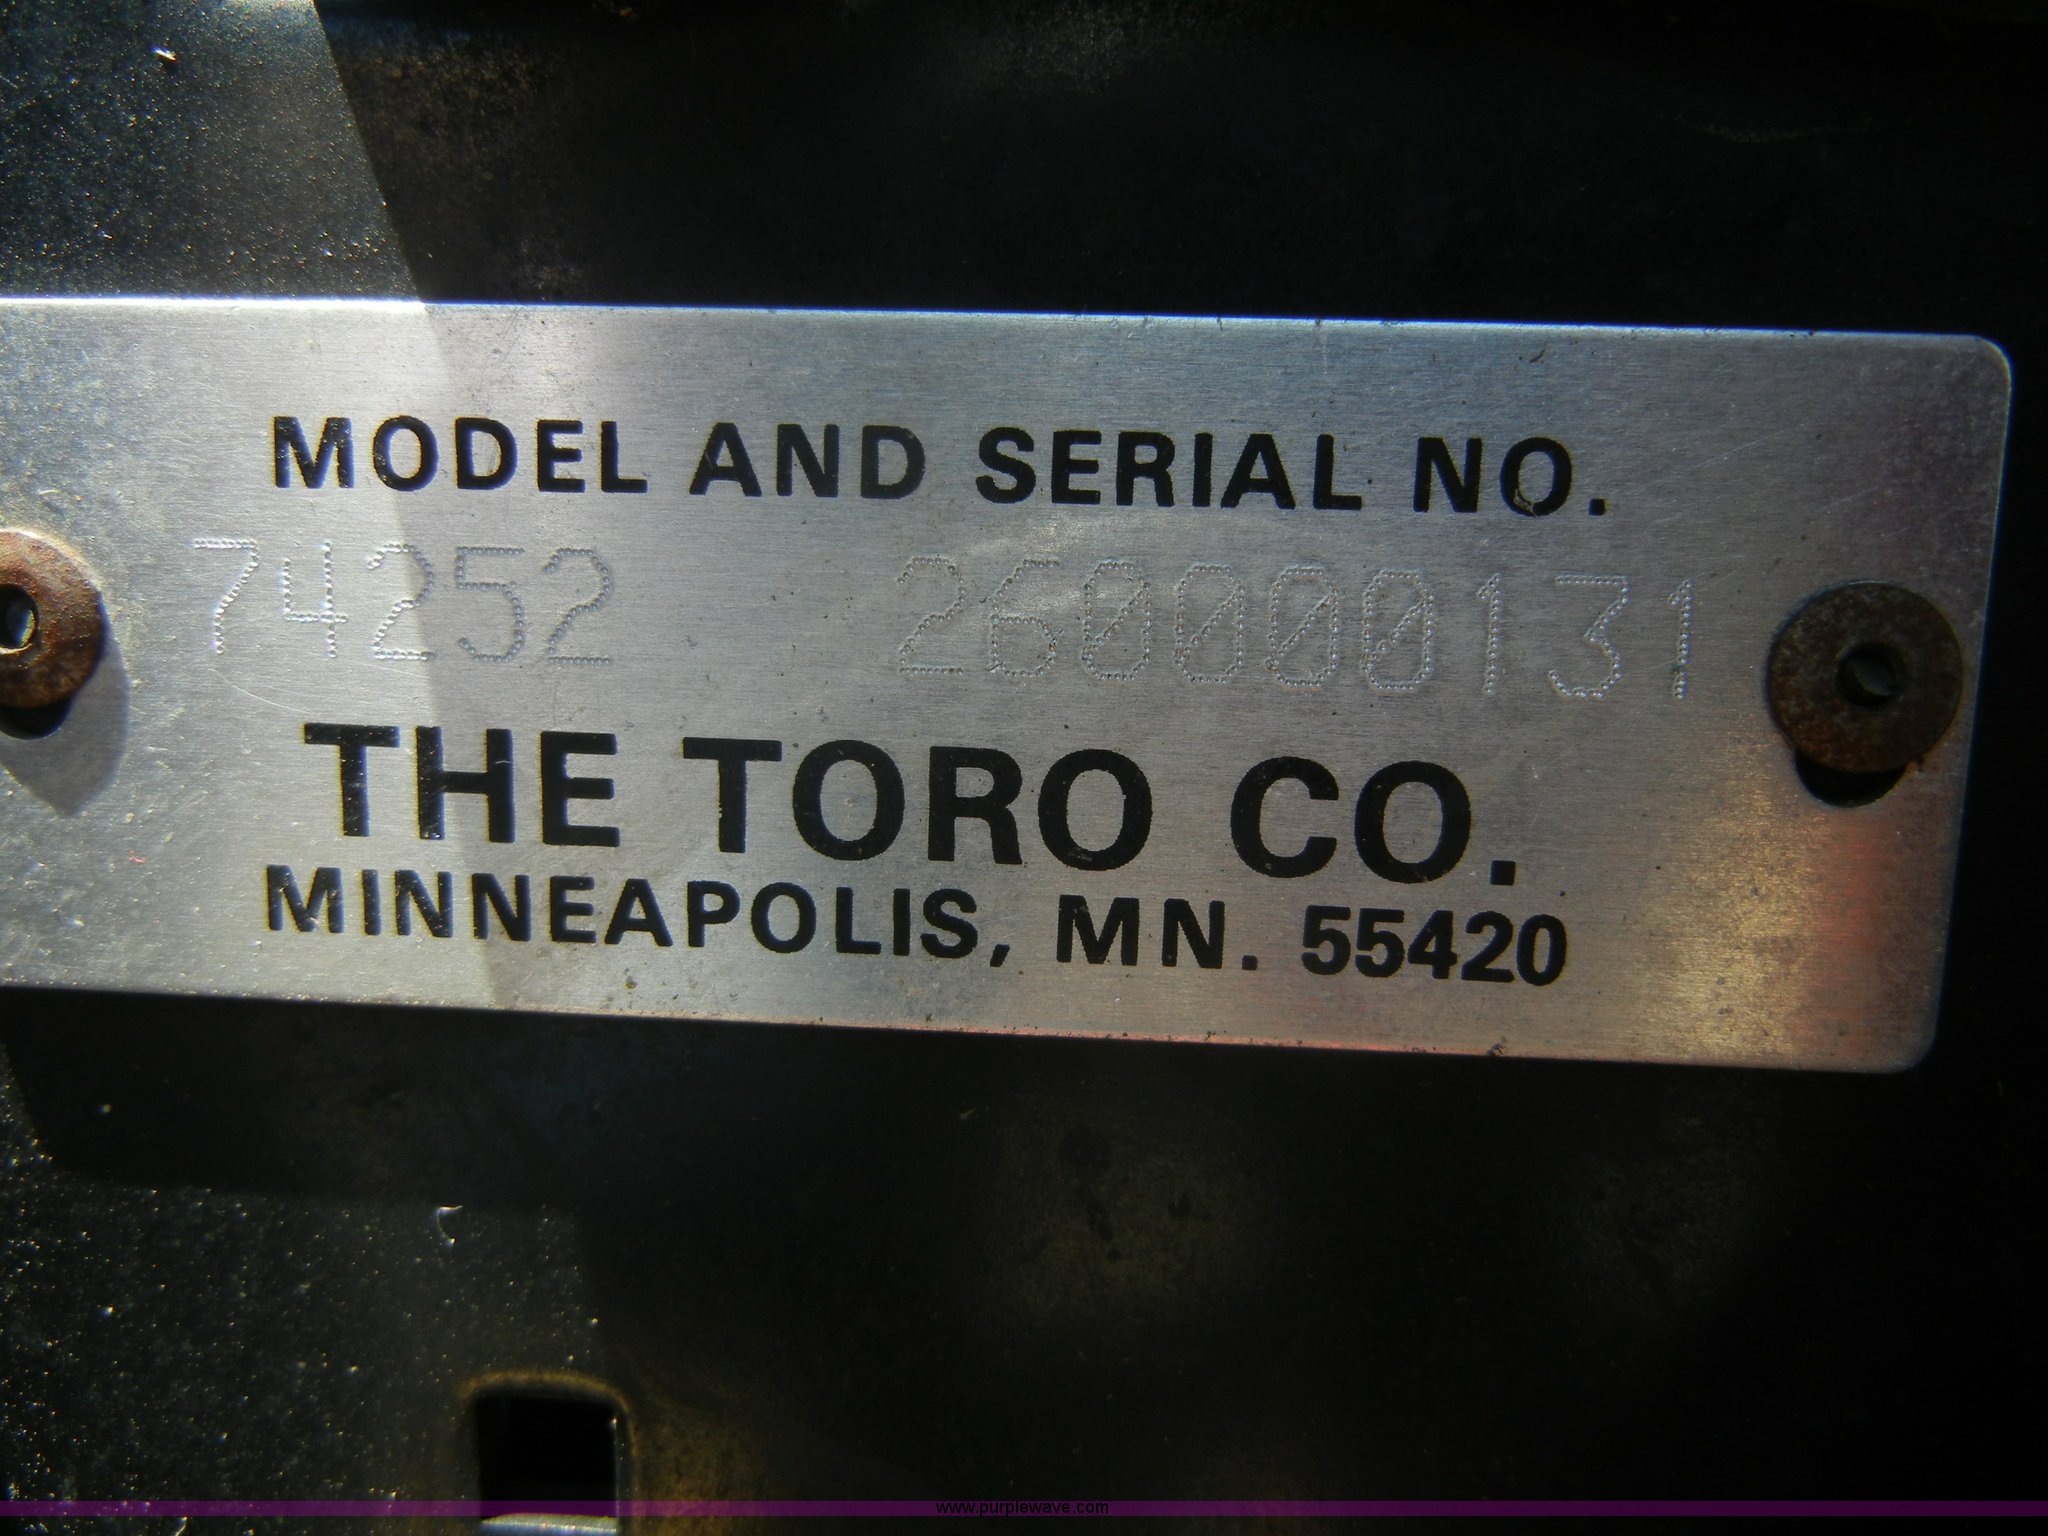 MODEL AND SERIAL NO.
74252 260000131
THE TORO CO.
MINNEAPOLIS, MN. 55420
www.purplewave.com